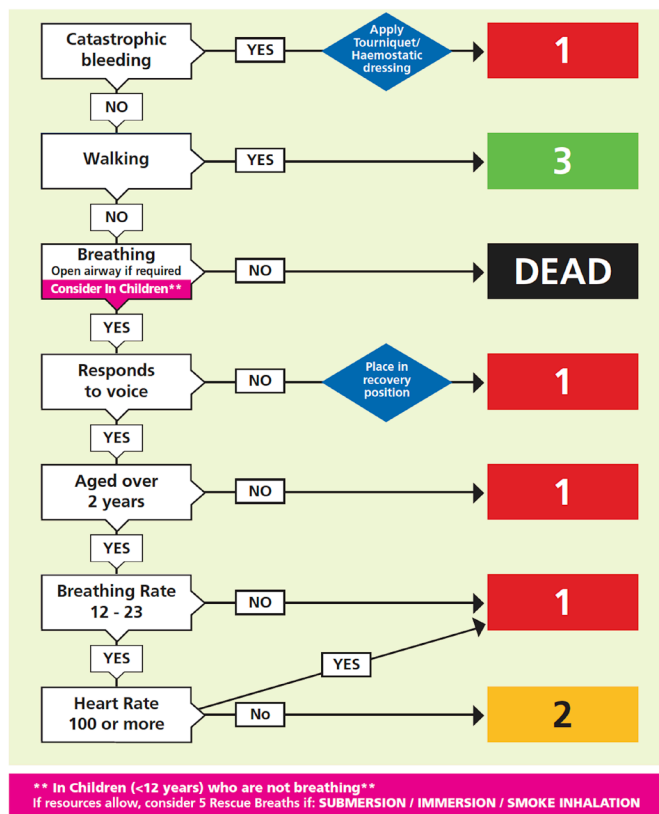 Catastrophic
bleeding
YES
Apply
Tourniquet/
Haemostatic
dressing
1
NO
Walking
YES
3
NO
Breathing
Open airway if required
Consider In Children**
NO
DEAD
YES
Responds
to voice
NO
Place in
recovery
position
1
YES
Aged over
2 years
NO
1
YES
Breathing Rate
12 - 23
NO
1
YES
YES
Heart Rate
100 or more
No
2
** In Children (<12 years) who are not breathing**
If resources allow, consider 5 Rescue Breaths if: SUBMERSION / IMMERSION / SMOKE INHALATION